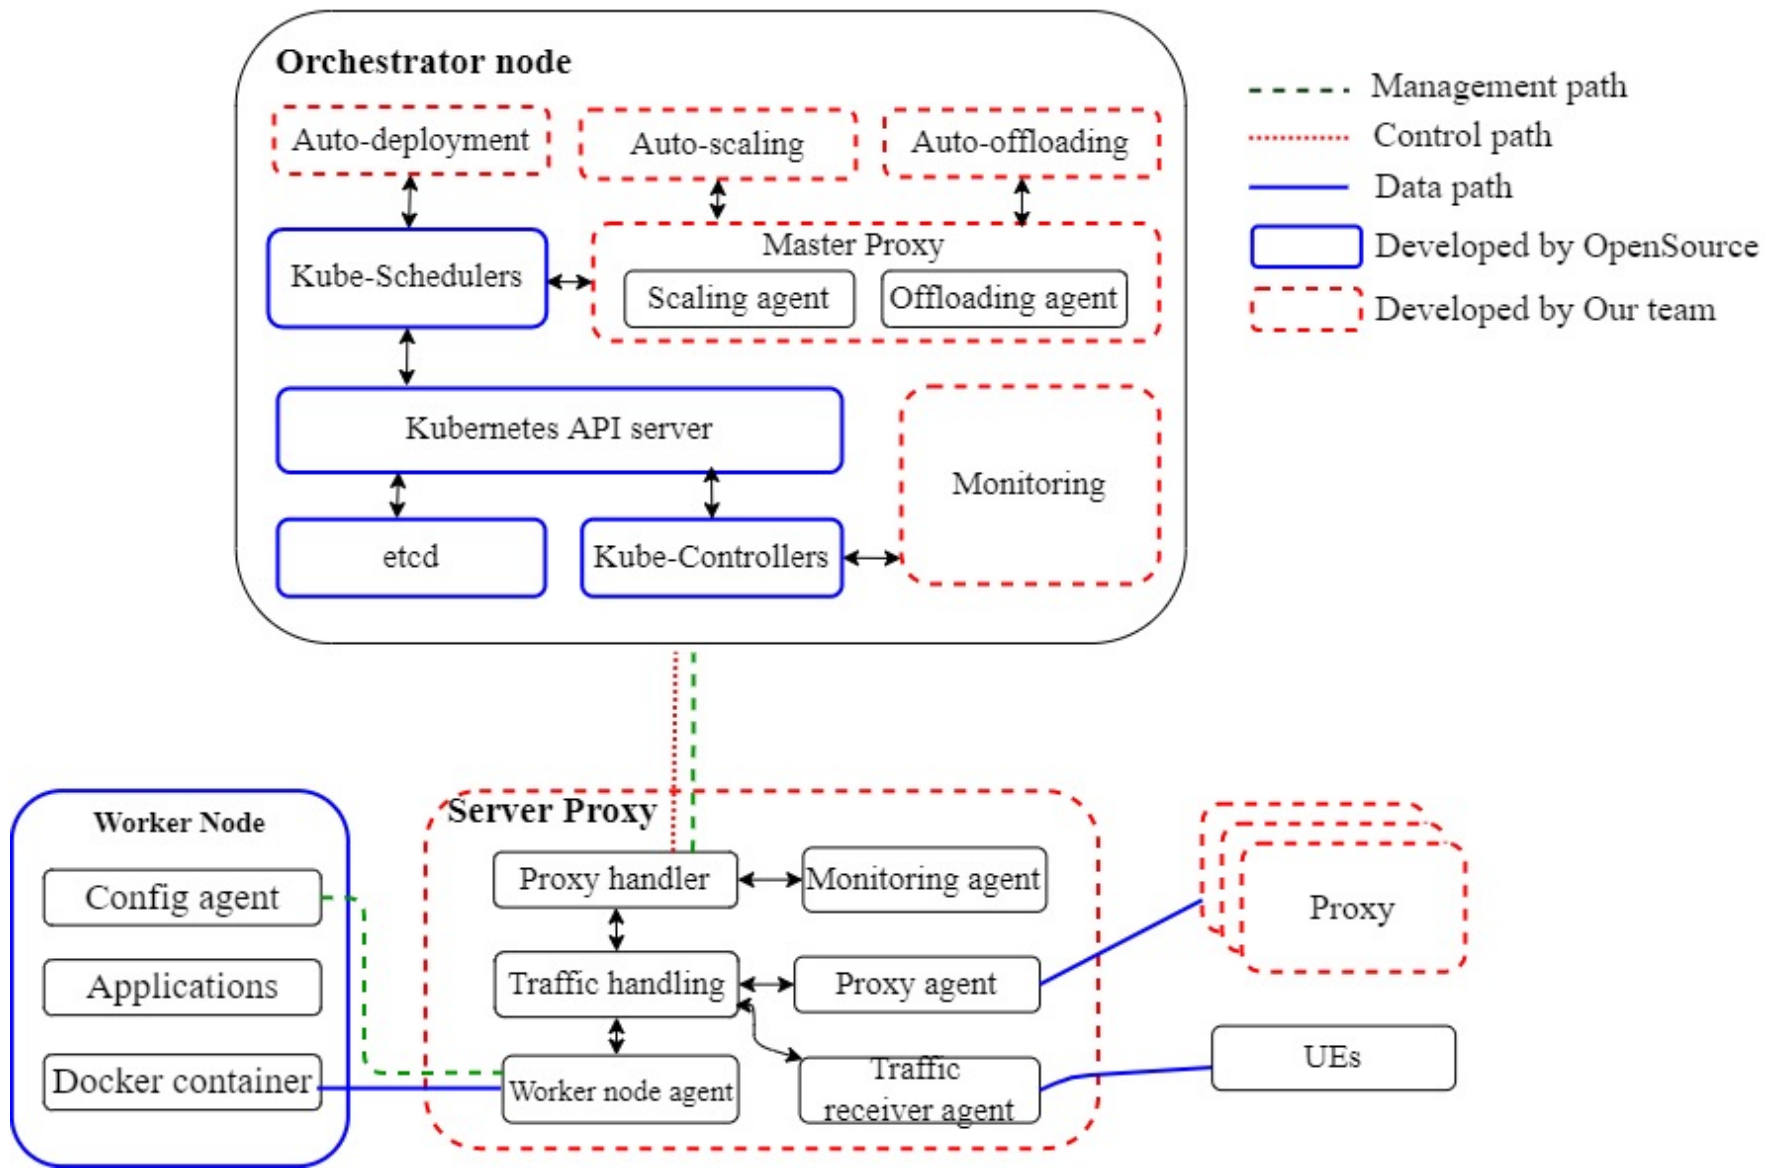 Orchestrator node
Auto-deployment
Auto-scaling
Auto-offloading
Kube-Schedulers
Master Proxy
Scaling agent
Offloading agent
Kubernetes API server
Monitoring
etcd
Kube-Controllers
Management path
Control path
Data path
Developed by OpenSource
Developed by Our team
Worker Node
Config agent
Applications
Docker container
Server Proxy
Proxy handler
Monitoring agent
Traffic handling
Proxy agent
Worker node agent
Traffic
receiver agent
Proxy
UEs